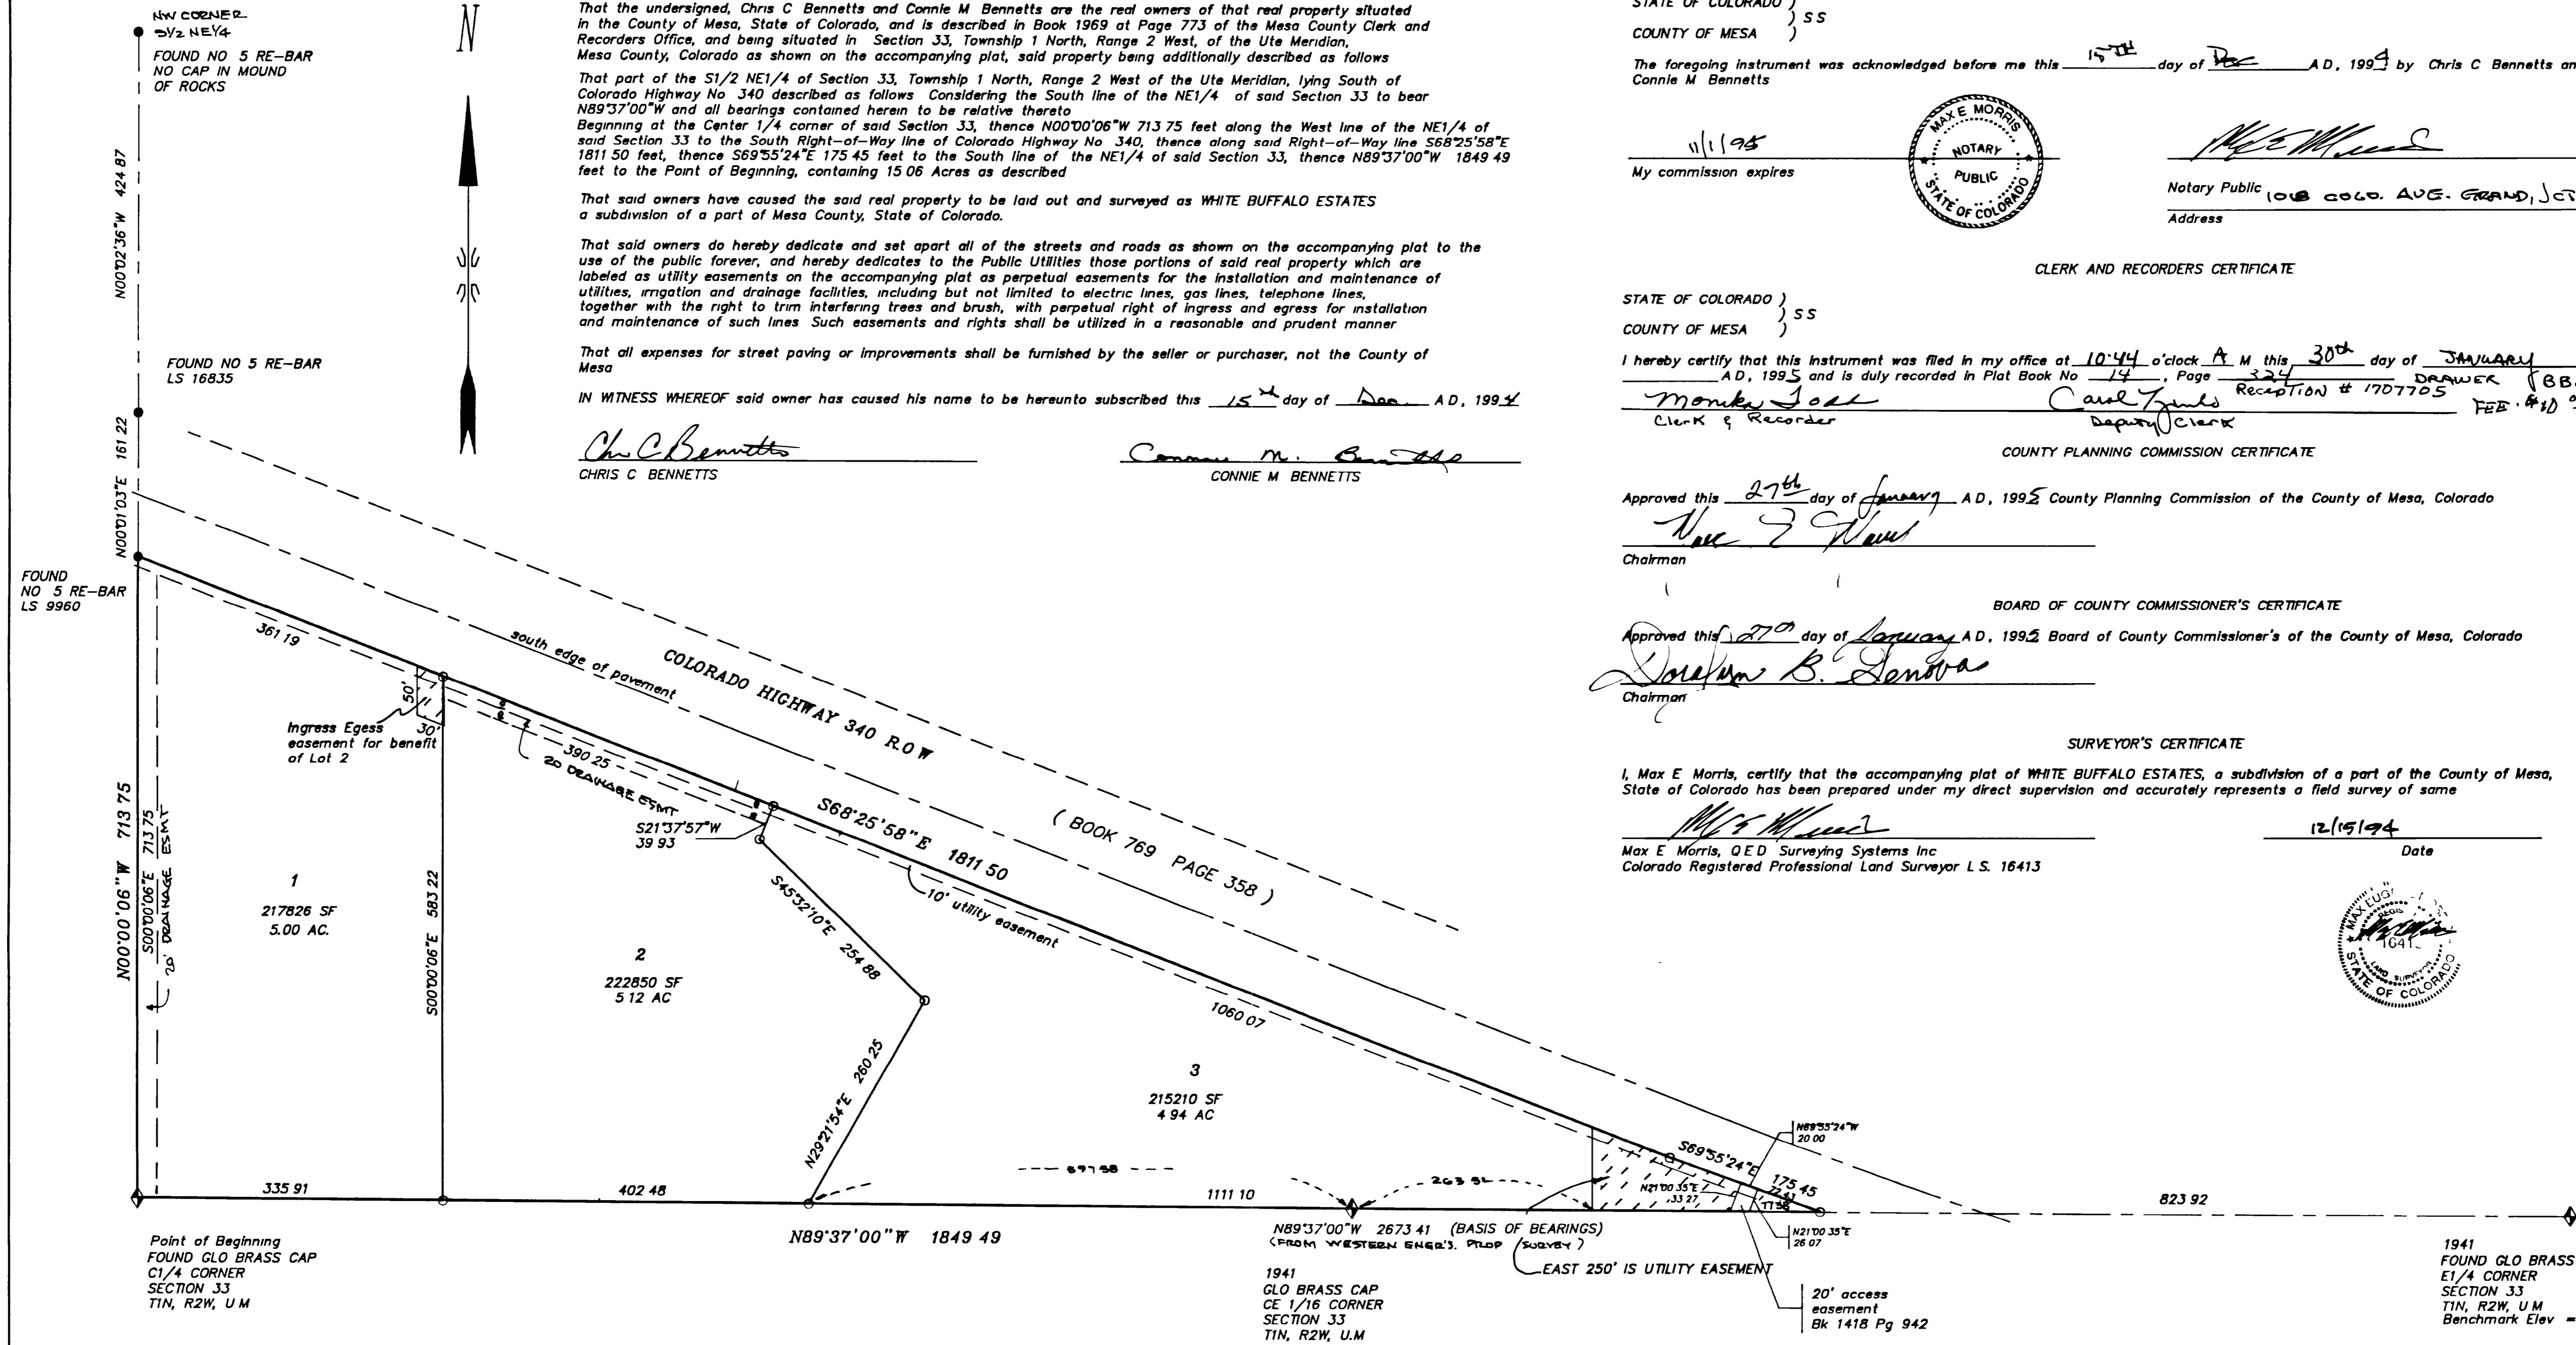 NW CORNER
S1/2 NE1/4
FOUND NO 5 RE-BAR
NO CAP IN MOUND
OF ROCKS
N00°02'36"W 424 87
FOUND NO 5 RE-BAR
LS 16835
N00°01'03"E 161 22
FOUND
NO 5 RE-BAR
LS 9960
N
That the undersigned, Chris C Bennetts and Connie M Bennetts are the real owners of that real property situated
in the County of Mesa, State of Colorado, and is described in Book 1969 at Page 773 of the Mesa County Clerk and
Recorders Office, and being situated in Section 33, Township 1 North, Range 2 West, of the Ute Meridian,
Mesa County, Colorado as shown on the accompanying plat, said property being additionally described as follows
That part of the S1/2 NE1/4 of Section 33, Township 1 North, Range 2 West of the Ute Meridian, lying South of
Colorado Highway No 340 described as follows Considering the South line of the NE1/4 of said Section 33 to bear
N89°37'00"W and all bearings contained herein to be relative thereto
Beginning at the Center 1/4 corner of said Section 33, thence N00°00'06"W 713 75 feet along the West line of the NE1/4 of
said Section 33 to the South Right-of-Way line of Colorado Highway No 340, thence along said Right-of-Way line S68°25'58"E
1811 50 feet, thence S69°55'24"E 175 45 feet to the South line of the NE1/4 of said Section 33, thence N89°37'00"W 1849 49
feet to the Point of Beginning, containing 15 06 Acres as described
That said owners have caused the said real property to be laid out and surveyed as WHITE BUFFALO ESTATES
a subdivision of a part of Mesa County, State of Colorado.
That said owners do hereby dedicate and set apart all of the streets and roads as shown on the accompanying plat to the
use of the public forever, and hereby dedicates to the Public Utilities those portions of said real property which are
labeled as utility easements on the accompanying plat as perpetual easements for the installation and maintenance of
utilities, irrigation and drainage facilities, including but not limited to electric lines, gas lines, telephone lines,
together with the right to trim interfering trees and brush, with perpetual right of ingress and egress for installation
and maintenance of such lines Such easements and rights shall be utilized in a reasonable and prudent manner
That all expenses for street paving or improvements shall be furnished by the seller or purchaser, not the County of
Mesa
IN WITNESS WHEREOF said owner has caused his name to be hereunto subscribed this 15th day of Dec. AD, 1994
Chris C Bennetts
Connie M. Bennetts
CHRIS C BENNETTS
CONNIE M BENNETTS
STATE OF COLORADO )
) SS
COUNTY OF MESA )
The foregoing instrument was acknowledged before me this 15TH day of Dec AD, 1994 by Chris C Bennetts an
Connie M Bennetts
11/1/95
My commission expires
MAX E MORRIS
NOTARY
PUBLIC
STATE OF COLORADO
Notary Public 1018 COLO. AVE. GRAND, JCT
Address
CLERK AND RECORDERS CERTIFICATE
STATE OF COLORADO )
) SS
COUNTY OF MESA )
I hereby certify that this instrument was filed in my office at 10:44 o'clock A M this 30th day of JANUARY
AD, 1995 and is duly recorded in Plat Book No 14, Page 324 DRAWER BB
RECEPTION # 1707705 FEE. $10
Monika Todd
Clerk & Recorder
Carol
Deputy Clerk
COUNTY PLANNING COMMISSION CERTIFICATE
Approved this 27th day of January AD, 1995 County Planning Commission of the County of Mesa, Colorado
Chairman
BOARD OF COUNTY COMMISSIONER'S CERTIFICATE
Approved this 27th day of January AD, 1995 Board of County Commissioner's of the County of Mesa, Colorado
Doralyn B. Genova
Chairman
SURVEYOR'S CERTIFICATE
I, Max E Morris, certify that the accompanying plat of WHITE BUFFALO ESTATES, a subdivision of a part of the County of Mesa,
State of Colorado has been prepared under my direct supervision and accurately represents a field survey of same
12/15/94
Max E Morris, QED Surveying Systems Inc
Date
Colorado Registered Professional Land Surveyor L S. 16413
MAX EUG
REGIS
1641
LAND SURVEYOR
STATE OF COLORADO
361 19
south edge of pavement
COLORADO HIGHWAY 340 ROW
( BOOK 769 PAGE 358 )
50'
30'
Ingress Egess
easement for benefit
of Lot 2
390 25
20 DRAINAGE ESMT
S68°25'58"E 1811 50
S21°37'57"W
39 93
10' utility easement
S45°32'10"E 254 88
1060 07
N00°00'06"W 713 75
S00°00'06"E 713 75
20' DRAINAGE ESMT
1
217826 SF
5.00 AC.
S00°00'06"E 583 22
2
222850 SF
5 12 AC
N29°21'54"E 260 25
3
215210 SF
4 94 AC
N69°55'24"W
20 00
S69°55'24"E 175 45
N21°00 35"E
33 27
77 58
N21°00 35"E
26 07
335 91
402 48
597 58
1111 10
263 52
823 92
N89°37'00"W 1849 49
N89°37'00"W 2673 41 (BASIS OF BEARINGS)
(FROM WESTERN ENGR'S. PROP SURVEY)
EAST 250' IS UTILITY EASEMENT
Point of Beginning
FOUND GLO BRASS CAP
C1/4 CORNER
SECTION 33
T1N, R2W, U M
1941
GLO BRASS CAP
CE 1/16 CORNER
SECTION 33
T1N, R2W, U.M
20' access
easement
Bk 1418 Pg 942
1941
FOUND GLO BRASS
E1/4 CORNER
SECTION 33
T1N, R2W, U M
Benchmark Elev =